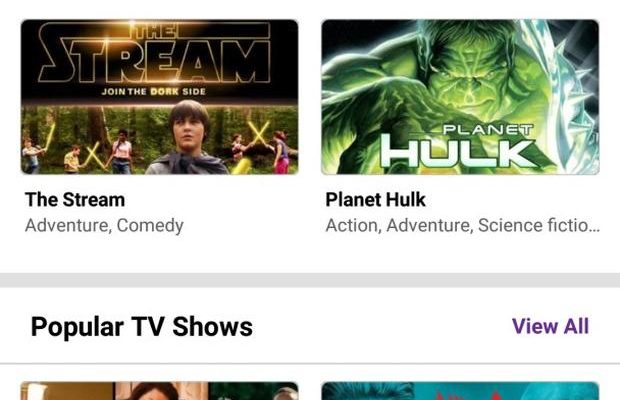 THE
STREAM
JOIN THE DORK SIDE
PLANET
HULK
The Stream
Planet Hulk
Adventure, Comedy
Action, Adventure, Science fictio...
Popular TV Shows
View All